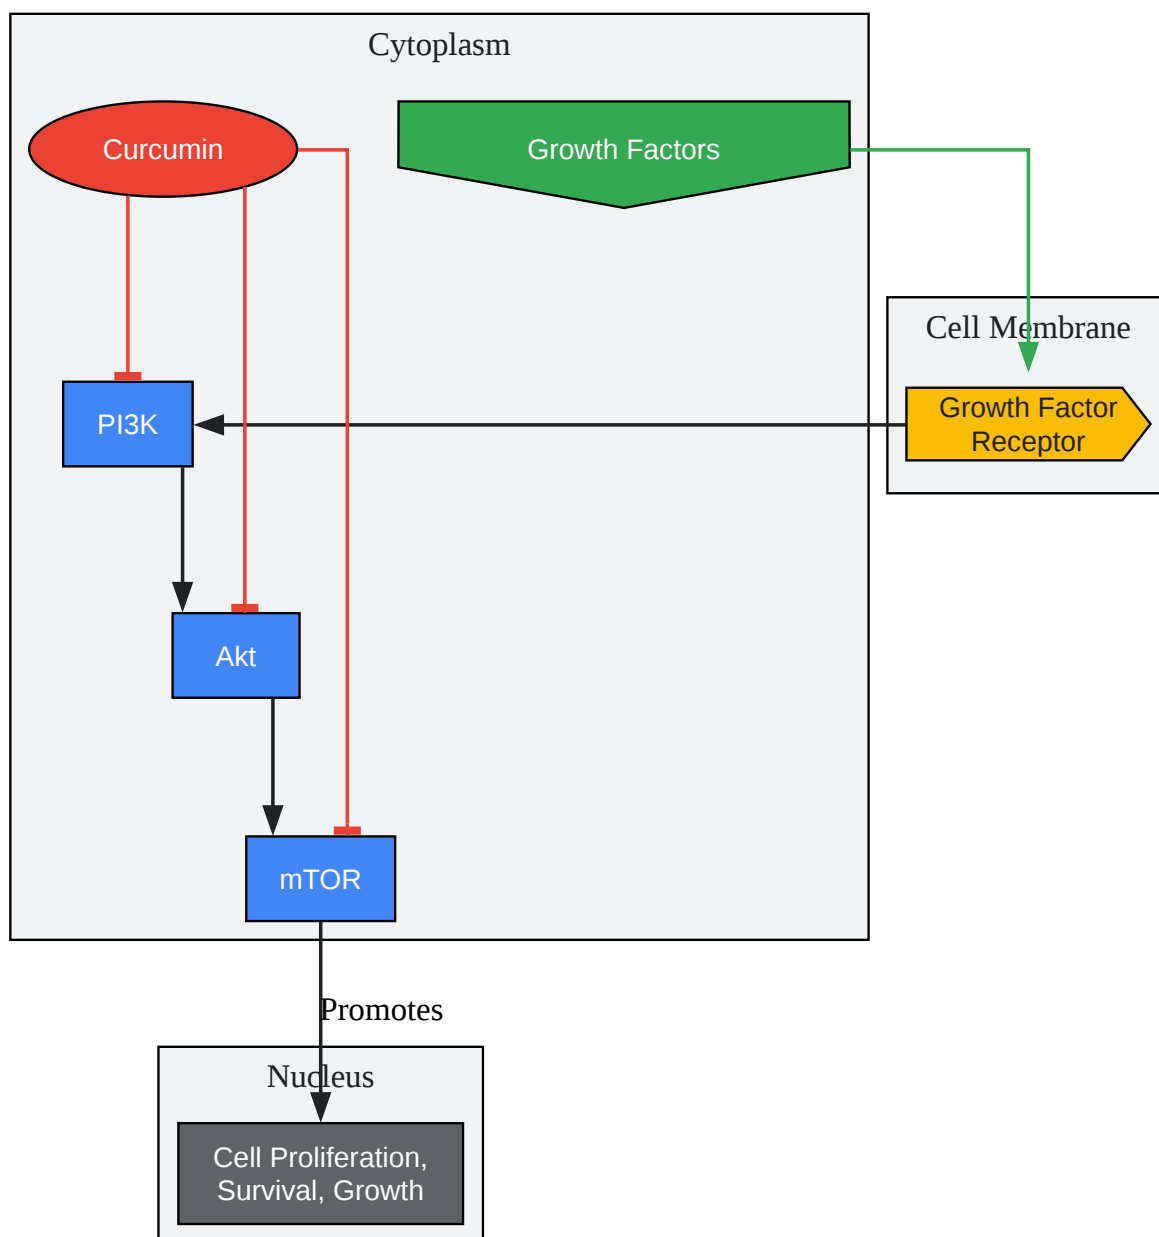 Cytoplasm
Curcumin
Growth Factors
Cell Membrane
Growth Factor
Receptor
PI3K
Akt
mTOR
Promotes
Nucleus
Cell Proliferation,
Survival, Growth